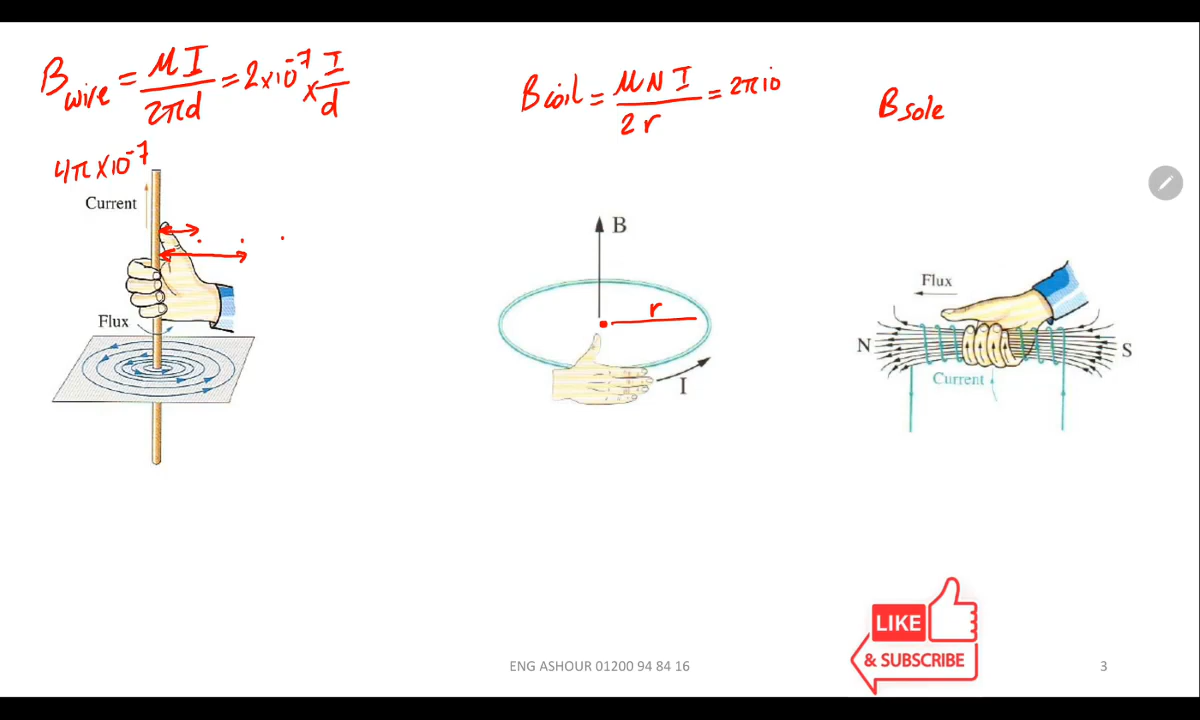 B wire = μI / 2πd = 2×10⁻⁷ × I / d
4π×10⁻⁷
Current
Flux
B coil = μNI / 2r = 2π10
B
r
I
B sole
Flux
N
S
Current
LIKE
& SUBSCRIBE
ENG ASHOUR 01200 94 84 16
3